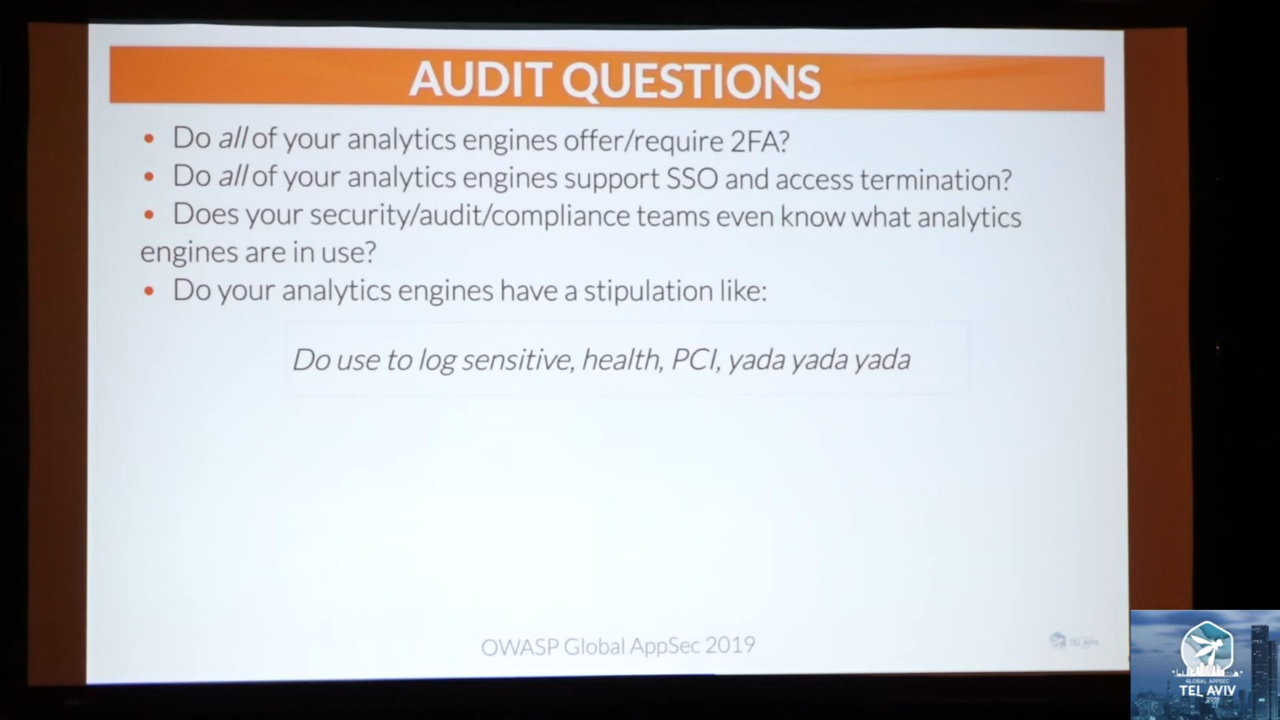 AUDIT QUESTIONS
• Do all of your analytics engines offer/require 2FA?
• Do all of your analytics engines support SSO and access termination?
• Does your security/audit/compliance teams even know what analytics
engines are in use?
• Do your analytics engines have a stipulation like:
Do use to log sensitive, health, PCI, yada yada yada
OWASP Global AppSec 2019
TEL AVIV
GLOBAL APPSEC
TEL AVIV
2019